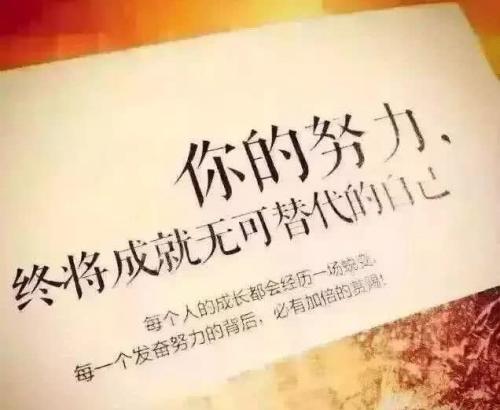 你的努力，
终将成就无可替代的自己
每个人的成长都会经历一场蜕变，
每一个发奋努力的背后，必有加倍的赏赐！